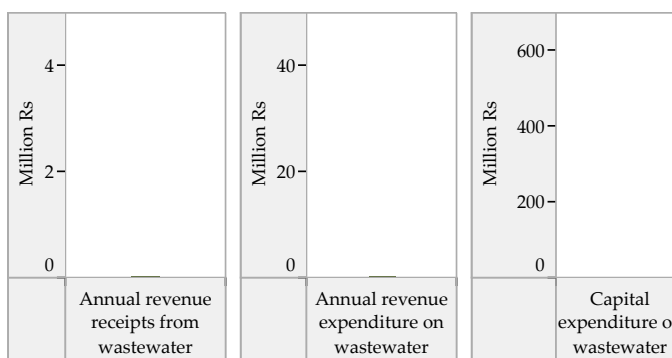 Million Rs
4
2
0
Annual revenue
receipts from
wastewater
Million Rs
40
20
0
Annual revenue
expenditure on
wastewater
Million Rs
600
400
200
0
Capital
expenditure o
wastewater